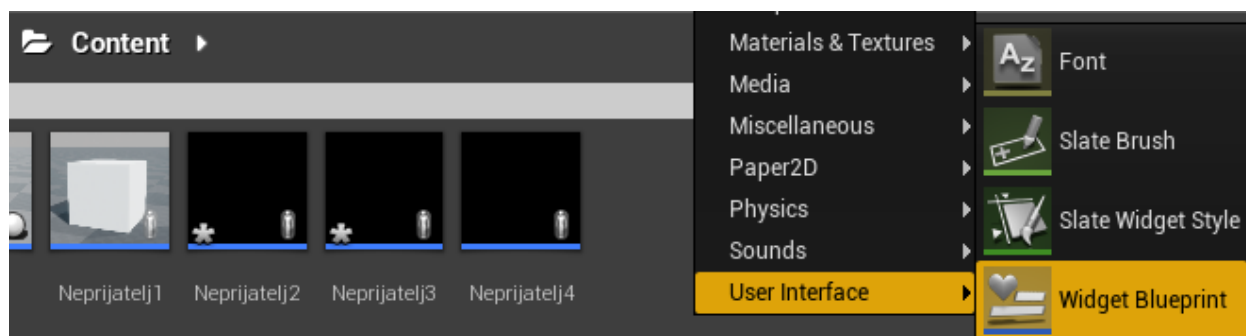 Content
Neprijatelj1 Neprijatelj2 Neprijatelj3 Neprijatelj4
Materials & Textures
Media
Miscellaneous
Paper2D
Physics
Sounds
User Interface
Font
Slate Brush
Slate Widget Style
Widget Blueprint